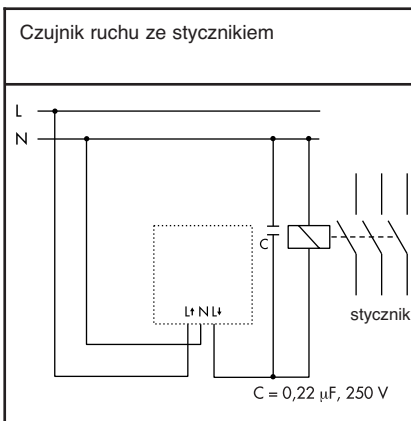 Czujnik ruchu ze stycznikiem
L
N
C
L↑ N L↓
stycznik
C = 0,22 µF, 250 V